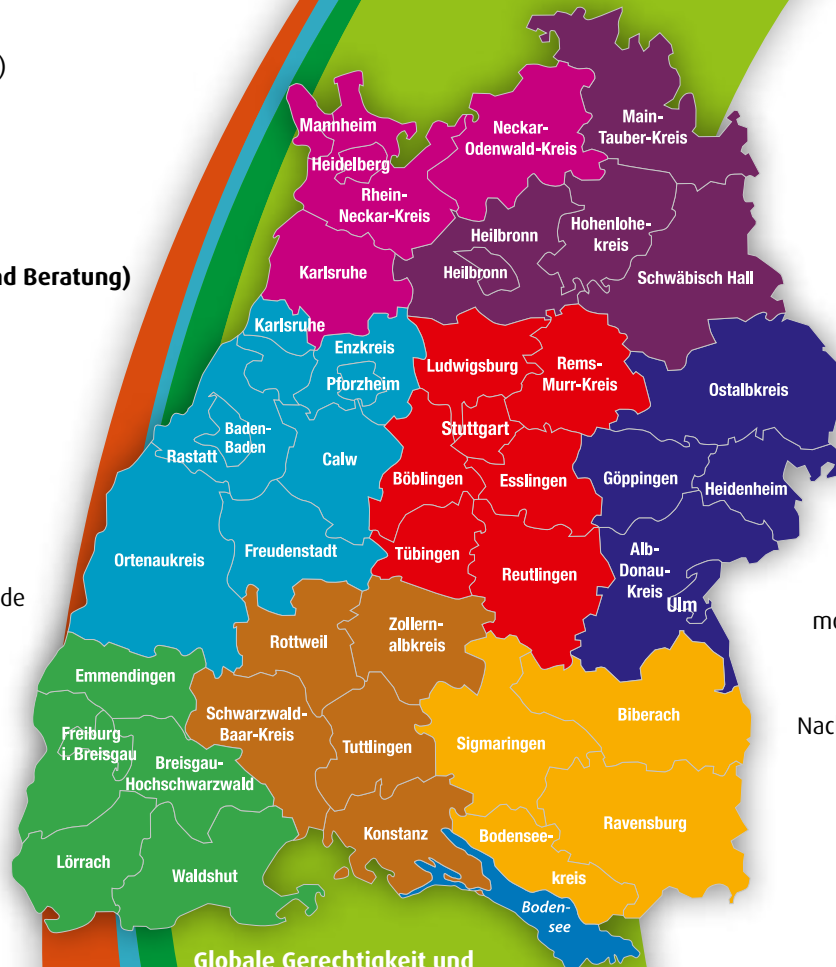 )
Main-
Tauber-Kreis
Mannheim
Neckar-
Odenwald-Kreis
Heidelberg
Rhein-
Neckar-Kreis
Hohenlohe-
kreis
Heilbronn
Heilbronn
Karlsruhe
Schwäbisch Hall
d Beratung)
Karlsruhe
Enzkreis
Pforzheim
Ludwigsburg
Rems-
Murr-Kreis
Ostalbkreis
Baden-
Baden
Rastatt
Calw
Stuttgart
Böblingen
Esslingen
Göppingen
Heidenheim
Ortenaukreis
Freudenstadt
Tübingen
Reutlingen
Alb-
Donau-
Kreis
Ulm
de
mo
Rottweil
Zollern-
albkreis
Emmendingen
Schwarzwald-
Baar-Kreis
Tuttlingen
Sigmaringen
Biberach
Nac
Freiburg
i. Breisgau
Breisgau-
Hochschwarzwald
Konstanz
Bodensee-
kreis
Ravensburg
Lörrach
Waldshut
Boden-
see
Globale Gerechtigkeit und